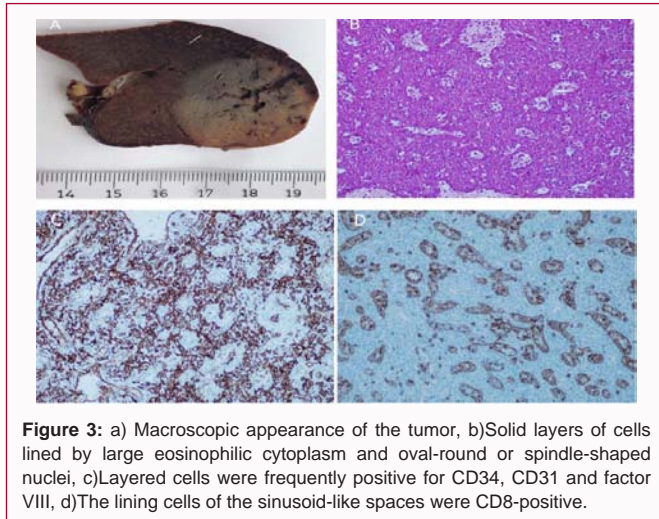 A
B
14 15 16 17 18 19
C
D
Figure 3: a) Macroscopic appearance of the tumor, b)Solid layers of cells
lined by large eosinophilic cytoplasm and oval-round or spindle-shaped
nuclei, c)Layered cells were frequently positive for CD34, CD31 and factor
VIII, d)The lining cells of the sinusoid-like spaces were CD8-positive.